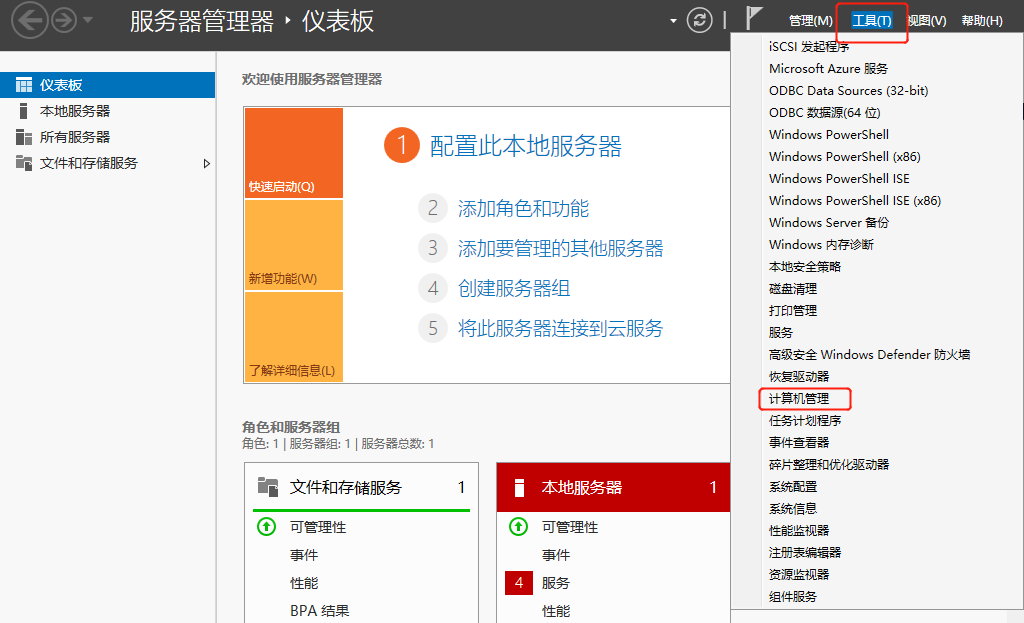 服务器管理器 ‣ 仪表板
管理(M) 工具(T) 视图(V) 帮助(H)
仪表板
本地服务器
所有服务器
文件和存储服务
欢迎使用服务器管理器
快速启动(Q)
新增功能(W)
了解详细信息(L)
1 配置此本地服务器
2 添加角色和功能
3 添加要管理的其他服务器
4 创建服务器组
5 将此服务器连接到云服务
角色和服务器组
角色: 1 | 服务器组: 1 | 服务器总数: 1
文件和存储服务 1
可管理性
事件
性能
BPA 结果
本地服务器 1
可管理性
事件
4 服务
性能
iSCSI 发起程序
Microsoft Azure 服务
ODBC Data Sources (32-bit)
ODBC 数据源(64 位)
Windows PowerShell
Windows PowerShell (x86)
Windows PowerShell ISE
Windows PowerShell ISE (x86)
Windows Server 备份
Windows 内存诊断
本地安全策略
磁盘清理
打印管理
服务
高级安全 Windows Defender 防火墙
恢复驱动器
计算机管理
任务计划程序
事件查看器
碎片整理和优化驱动器
系统配置
系统信息
性能监视器
注册表编辑器
资源监视器
组件服务